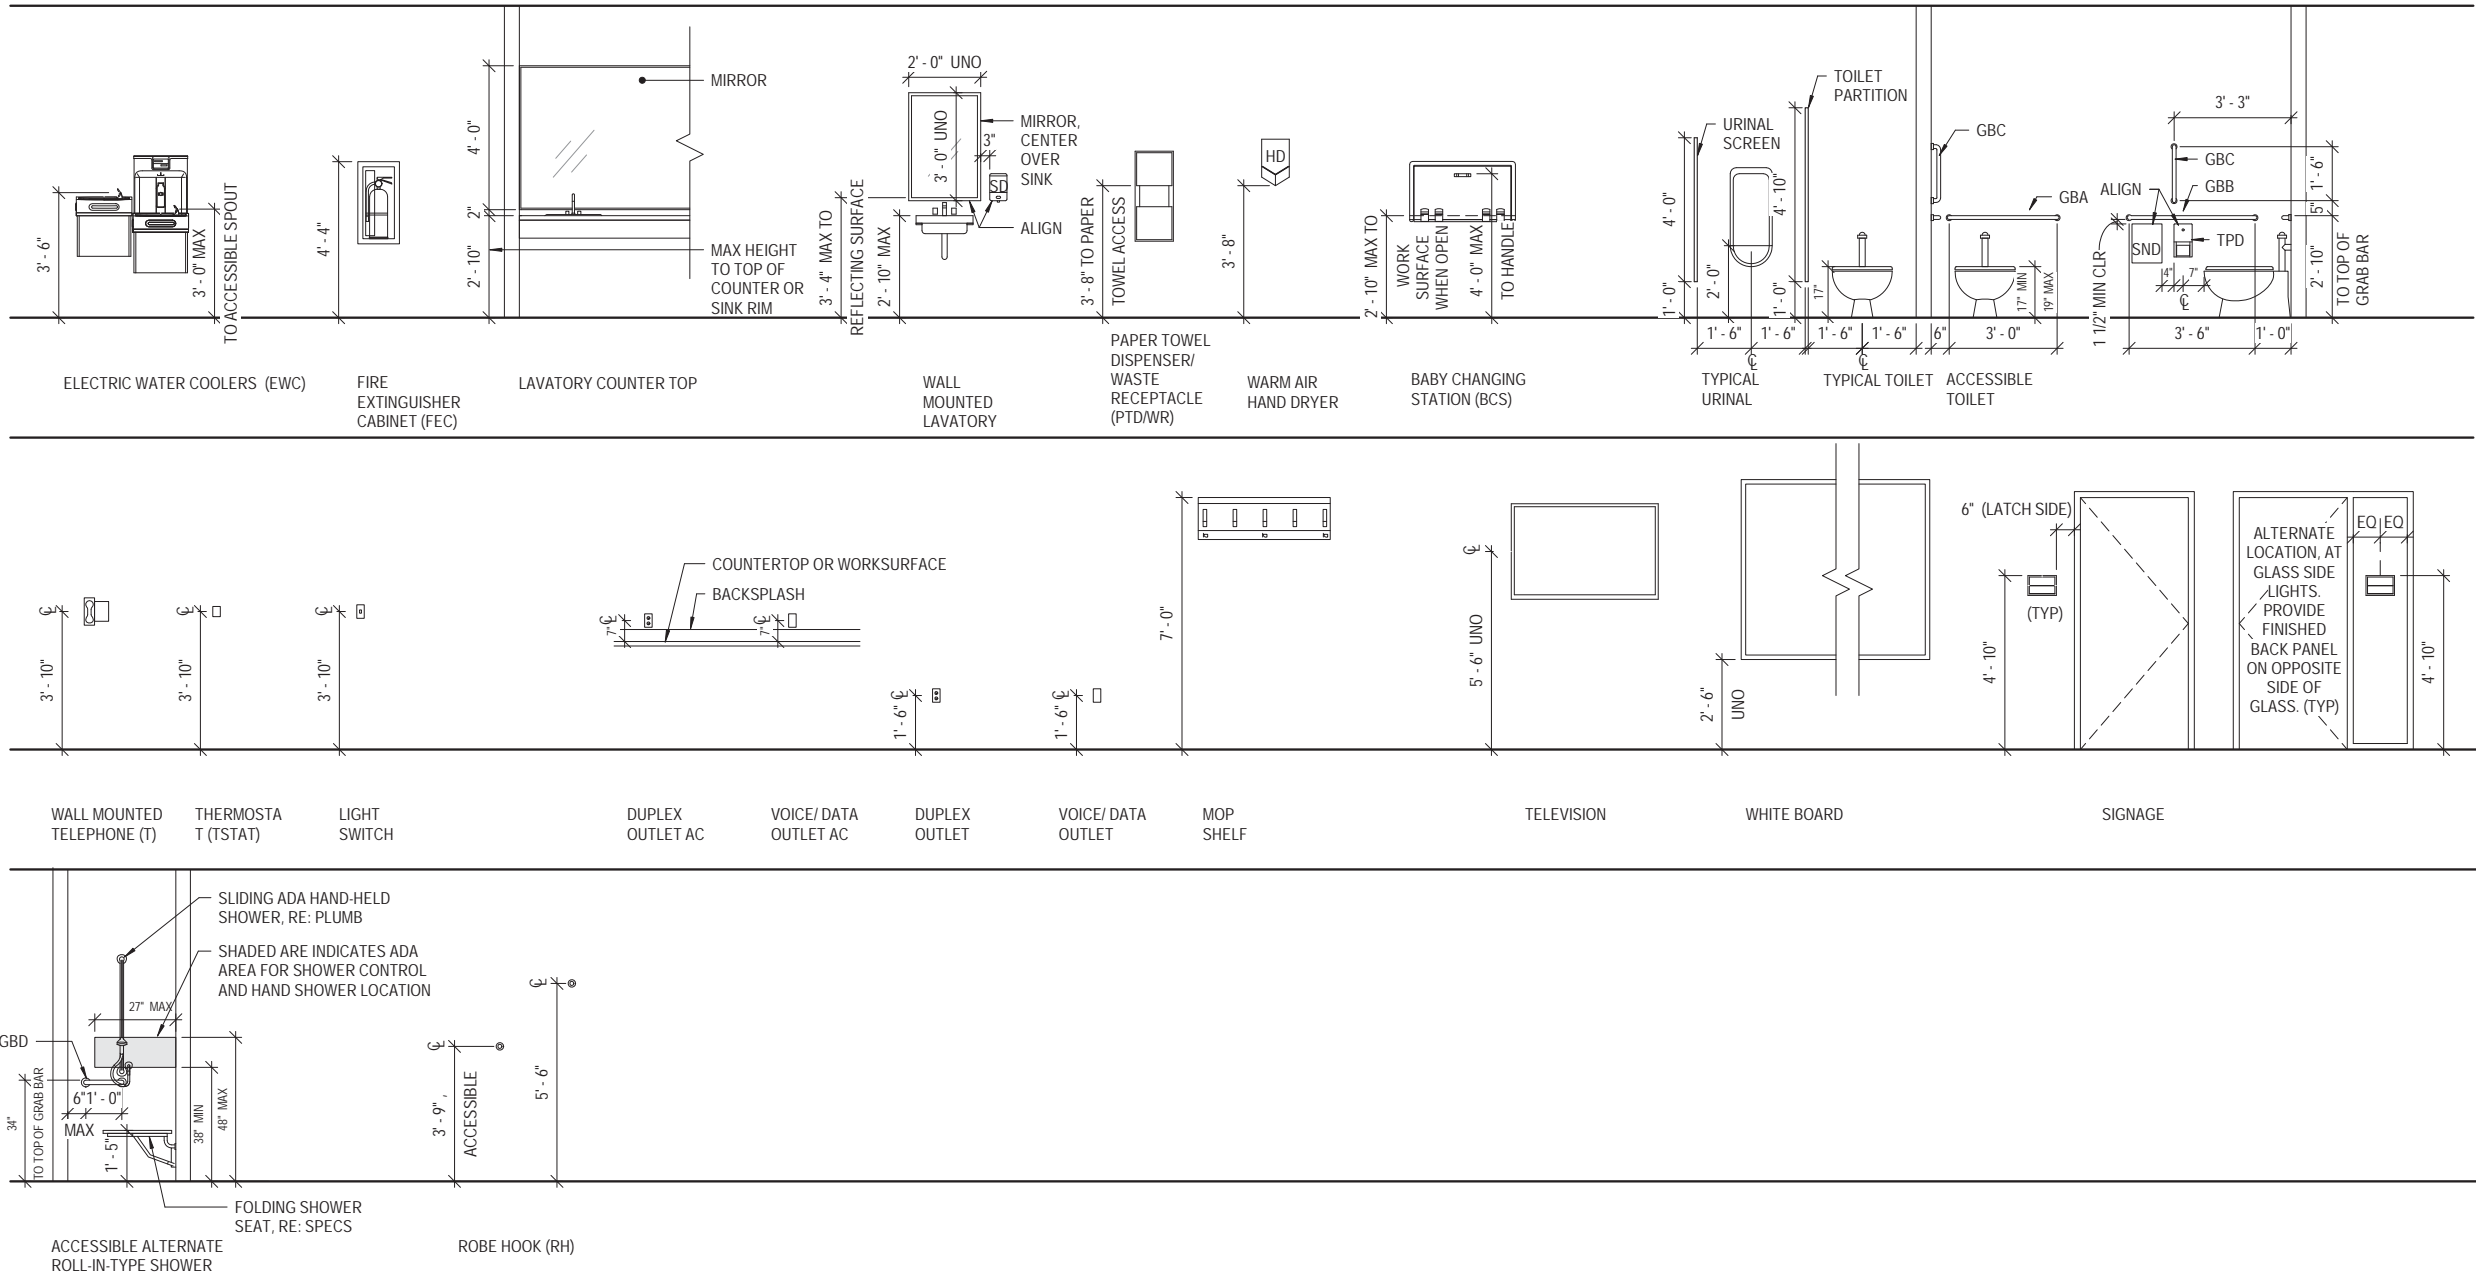 2' - 0" UNO
MIRROR
4' - 0"
2"
2' - 10"
MAX HEIGHT
TO TOP OF
COUNTER OR
SINK RIM
3' - 6"
3' - 0" MAX
TO ACCESSIBLE SPOUT
4' - 4"
3' - 0" UNO
3"
MIRROR,
CENTER
OVER
SINK
SD
ALIGN
3' - 4" MAX TO
REFLECTING SURFACE
2' - 10" MAX
3' - 8" TO PAPER
TOWEL ACCESS
HD
3' - 8"
2' - 10" MAX TO
WORK
SURFACE
WHEN OPEN
4' - 0" MAX
TO HANDLE
URINAL
SCREEN
TOILET
PARTITION
4' - 0"
1' - 0"
2' - 0"
4' - 10"
1' - 0"
17"
1' - 6"
1' - 6"
1' - 6"
1' - 6"
6"
3' - 0"
GBC
GBA
17" MIN
19" MAX
3' - 3"
GBC
GBB
ALIGN
TPD
SND
4"
7"
1 1/2" MIN CLR
3' - 6"
1' - 0"
1' - 6"
5"
2' - 10"
TO TOP OF
GRAB BAR
ELECTRIC WATER COOLERS (EWC)
FIRE
EXTINGUISHER
CABINET (FEC)
LAVATORY COUNTER TOP
WALL
MOUNTED
LAVATORY
PAPER TOWEL
DISPENSER/
WASTE
RECEPTACLE
(PTD/WR)
WARM AIR
HAND DRYER
BABY CHANGING
STATION (BCS)
TYPICAL
URINAL
TYPICAL TOILET
ACCESSIBLE
TOILET
3' - 10"
3' - 10"
3' - 10"
COUNTERTOP OR WORKSURFACE
BACKSPLASH
7"
7"
1' - 6"
1' - 6"
7' - 0"
5' - 6" UNO
2' - 6"
UNO
6" (LATCH SIDE)
(TYP)
4' - 10"
ALTERNATE
LOCATION, AT
GLASS SIDE
LIGHTS.
PROVIDE
FINISHED
BACK PANEL
ON OPPOSITE
SIDE OF
GLASS. (TYP)
EQ
EQ
4' - 10"
WALL MOUNTED
TELEPHONE (T)
THERMOSTA
T (TSTAT)
LIGHT
SWITCH
DUPLEX
OUTLET AC
VOICE/ DATA
OUTLET AC
DUPLEX
OUTLET
VOICE/ DATA
OUTLET
MOP
SHELF
TELEVISION
WHITE BOARD
SIGNAGE
SLIDING ADA HAND-HELD
SHOWER, RE: PLUMB
SHADED ARE INDICATES ADA
AREA FOR SHOWER CONTROL
AND HAND SHOWER LOCATION
27" MAX
GBD
6"
1' - 0"
MAX
34"
TO TOP OF GRAB BAR
1' - 5"
38" MIN
48" MAX
FOLDING SHOWER
SEAT, RE: SPECS
3' - 9" ,
ACCESSIBLE
5' - 6"
ACCESSIBLE ALTERNATE
ROLL-IN-TYPE SHOWER
ROBE HOOK (RH)